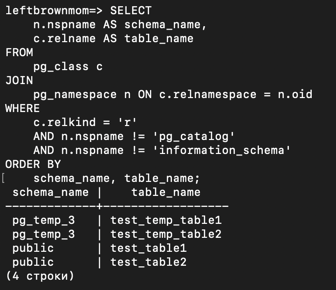 leftbrownmom=> SELECT
    n.nspname AS schema_name,
    c.relname AS table_name
FROM
    pg_class c
JOIN
    pg_namespace n ON c.relnamespace = n.oid
WHERE
    c.relkind = 'r'
    AND n.nspname != 'pg_catalog'
    AND n.nspname != 'information_schema'
ORDER BY
[    schema_name, table_name;
 schema_name |    table_name
-------------+------------------
 pg_temp_3   | test_temp_table1
 pg_temp_3   | test_temp_table2
 public      | test_table1
 public      | test_table2
(4 строки)